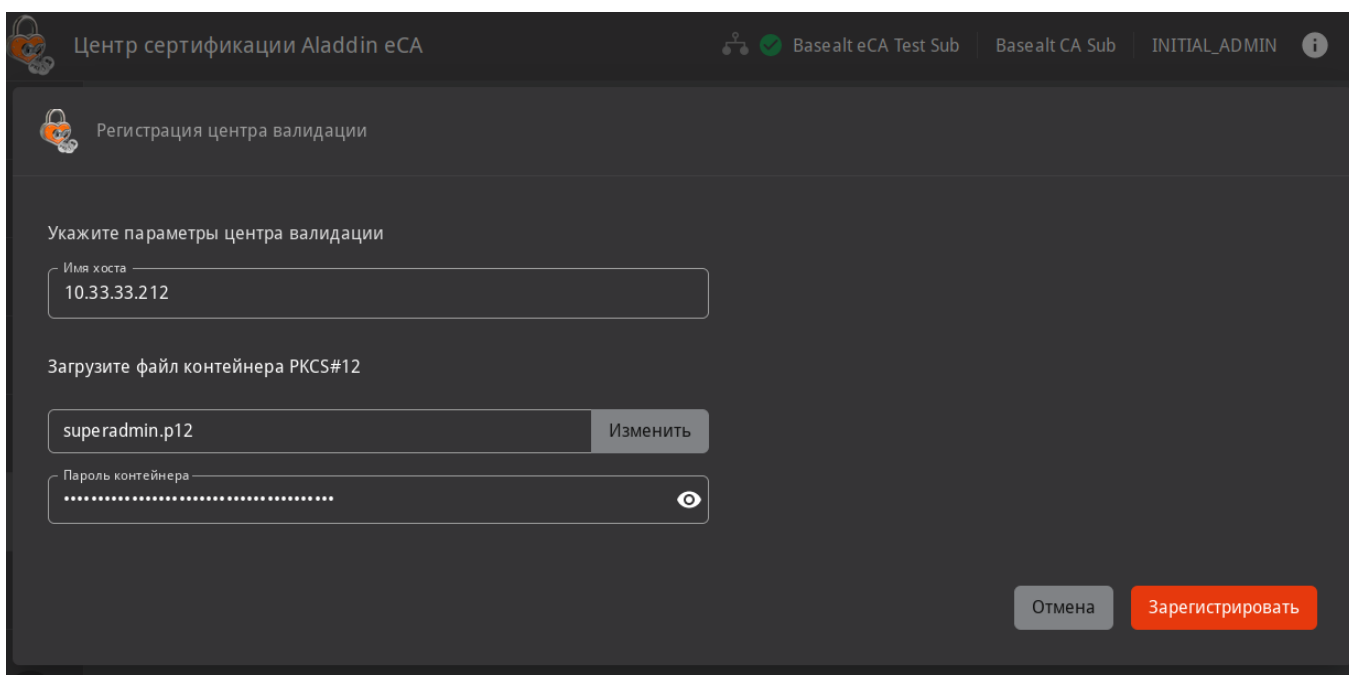 Центр сертификации Aladdin eCA
Basealt eCA Test Sub
Basealt CA Sub
INITIAL_ADMIN
Регистрация центра валидации
Укажите параметры центра валидации
Имя хоста
10.33.33.212
Загрузите файл контейнера PKCS#12
superadmin.p12
Изменить
Пароль контейнера
••••••••••••••••••••••••••••••••••••••••
Отмена
Зарегистрировать